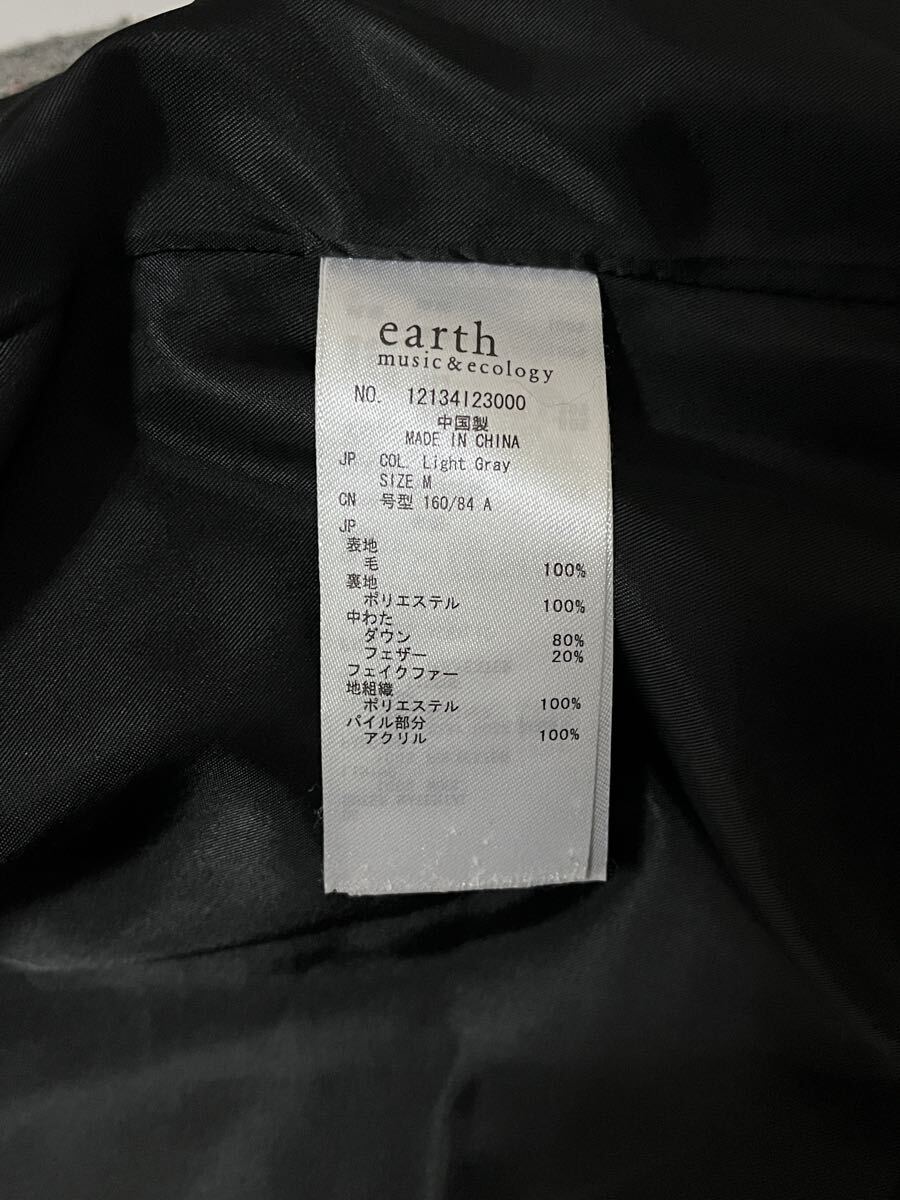 earth
music&ecology
NO. 12134I23000
中国製
MADE IN CHINA
JP COL. Light Gray
SIZE M
CN 号型 160/84 A
JP
表地
毛 100%
裏地
ポリエステル 100%
中わた
ダウン 80%
フェザー 20%
フェイクファー
地組織
ポリエステル 100%
パイル部分
アクリル 100%